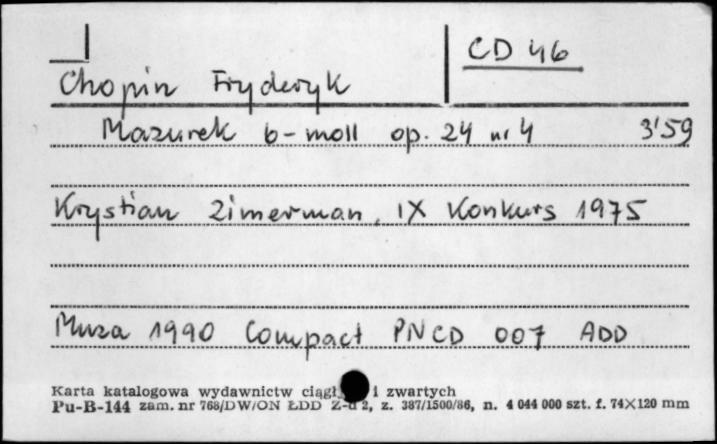 CD 46
Chopin Fryderyk
Mazurek b-moll op. 24 nr 4 3'59
Krystian Zimerman, IX Konkurs 1975
Muza 1990 Compact PNCD 007 ADD
Karta katalogowa wydawnictw i zwartych
Pu-B-144 zam. nr 768/DW/ON ŁDD Z-d 2, z. 387/1500/86, n. 4 044 000 szt. f. 74X120 mm